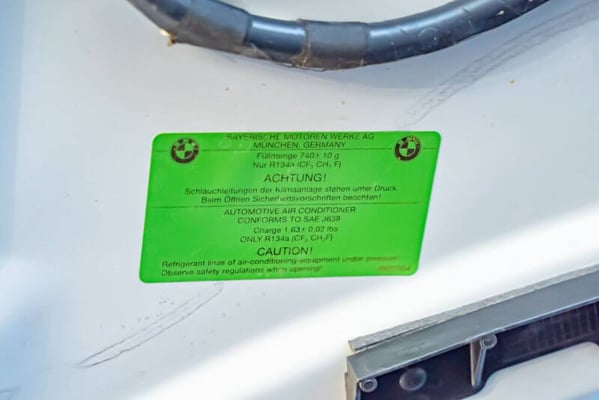 BAYERISCHE MOTOREN WERKE AG
MÜNCHEN, GERMANY
Füllmenge 740± 10 g
Nur R134a (CF₃ CH₂ F)
ACHTUNG!
Schlauchleitungen der Klimaanlage stehen unter Druck.
Beim Öffnen Sicherheitsvorschriften beachten!
AUTOMOTIVE AIR CONDITIONER
CONFORMS TO SAE J639
Charge 1,63± 0,02 lbs
ONLY R134a (CF₃ CH₂F)
CAUTION!
Refrigerant lines of air-conditioning equipment under pressure!
Observe safety regulations when opening!